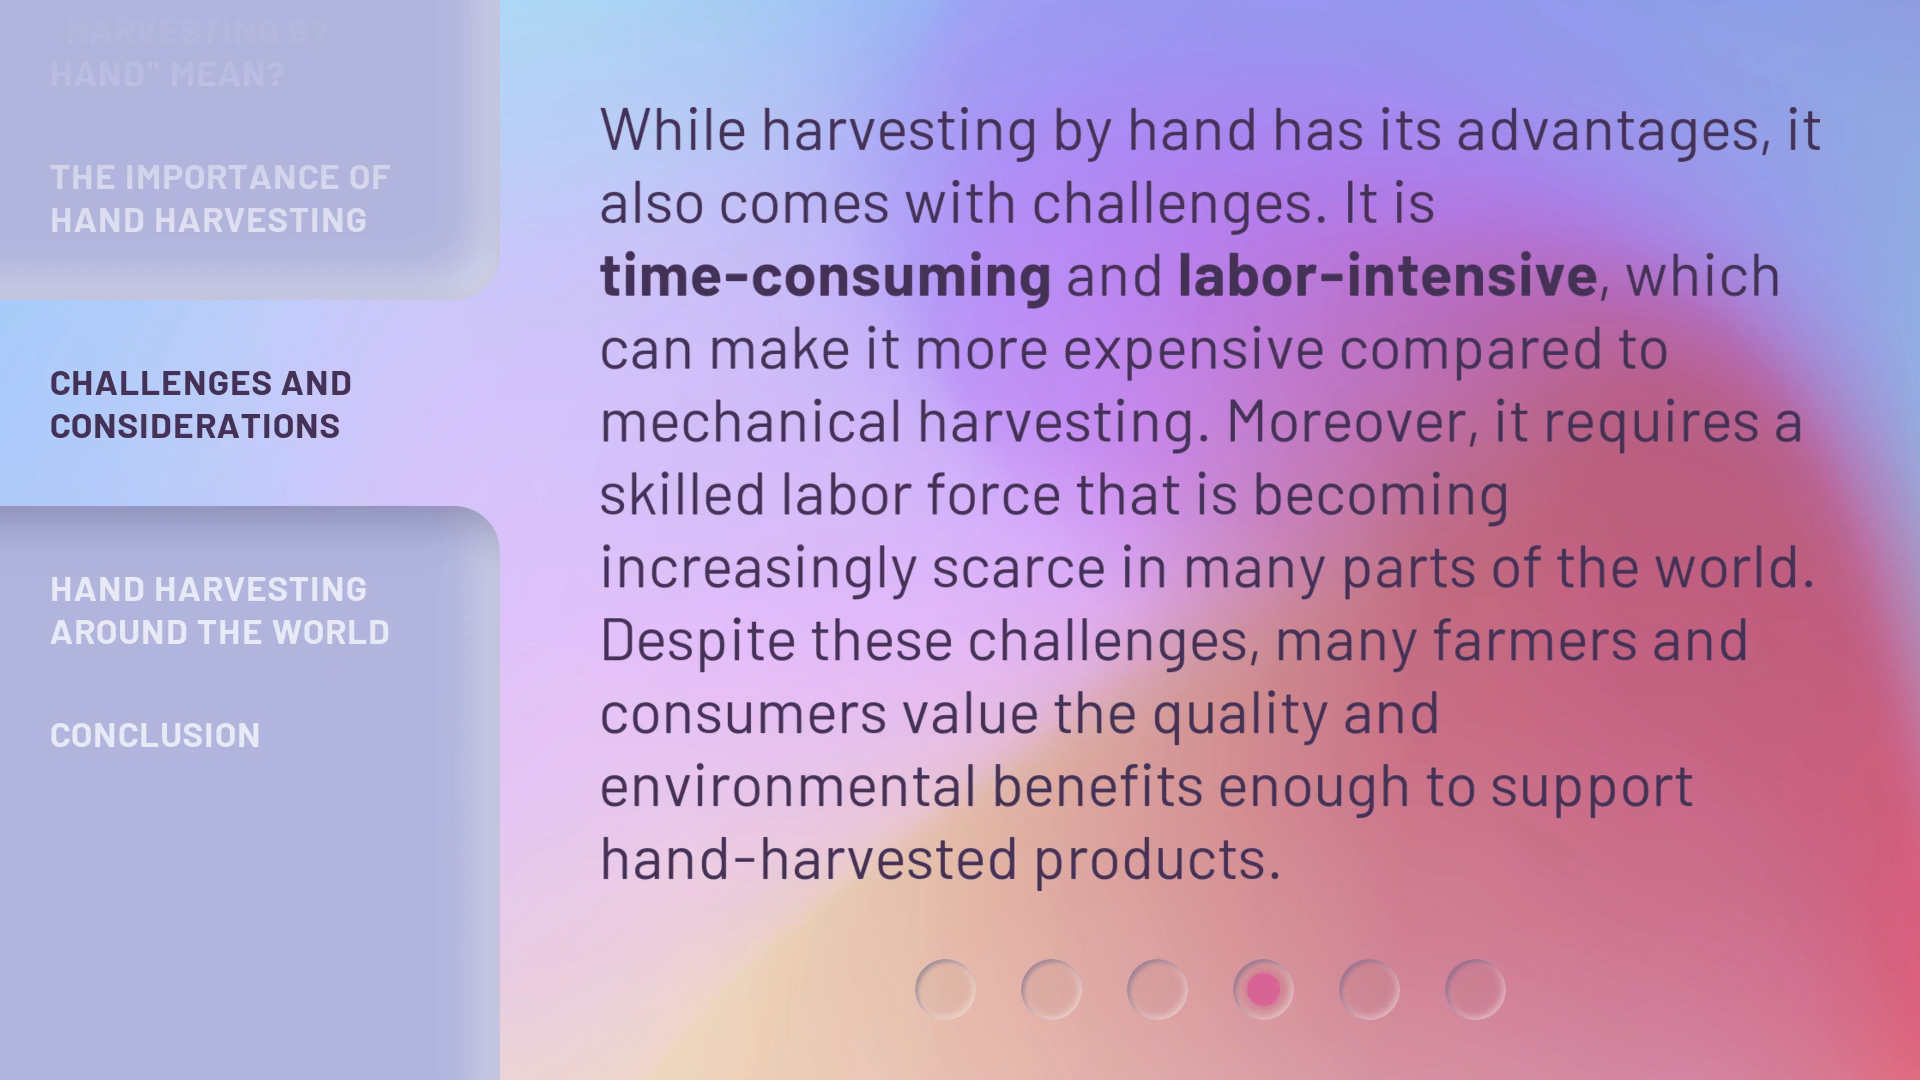 "HARVESTING BY
HAND" MEAN?
THE IMPORTANCE OF
HAND HARVESTING
CHALLENGES AND
CONSIDERATIONS
HAND HARVESTING
AROUND THE WORLD
CONCLUSION
While harvesting by hand has its advantages, it
also comes with challenges. It is
time-consuming and labor-intensive, which
can make it more expensive compared to
mechanical harvesting. Moreover, it requires a
skilled labor force that is becoming
increasingly scarce in many parts of the world.
Despite these challenges, many farmers and
consumers value the quality and
environmental benefits enough to support
hand-harvested products.